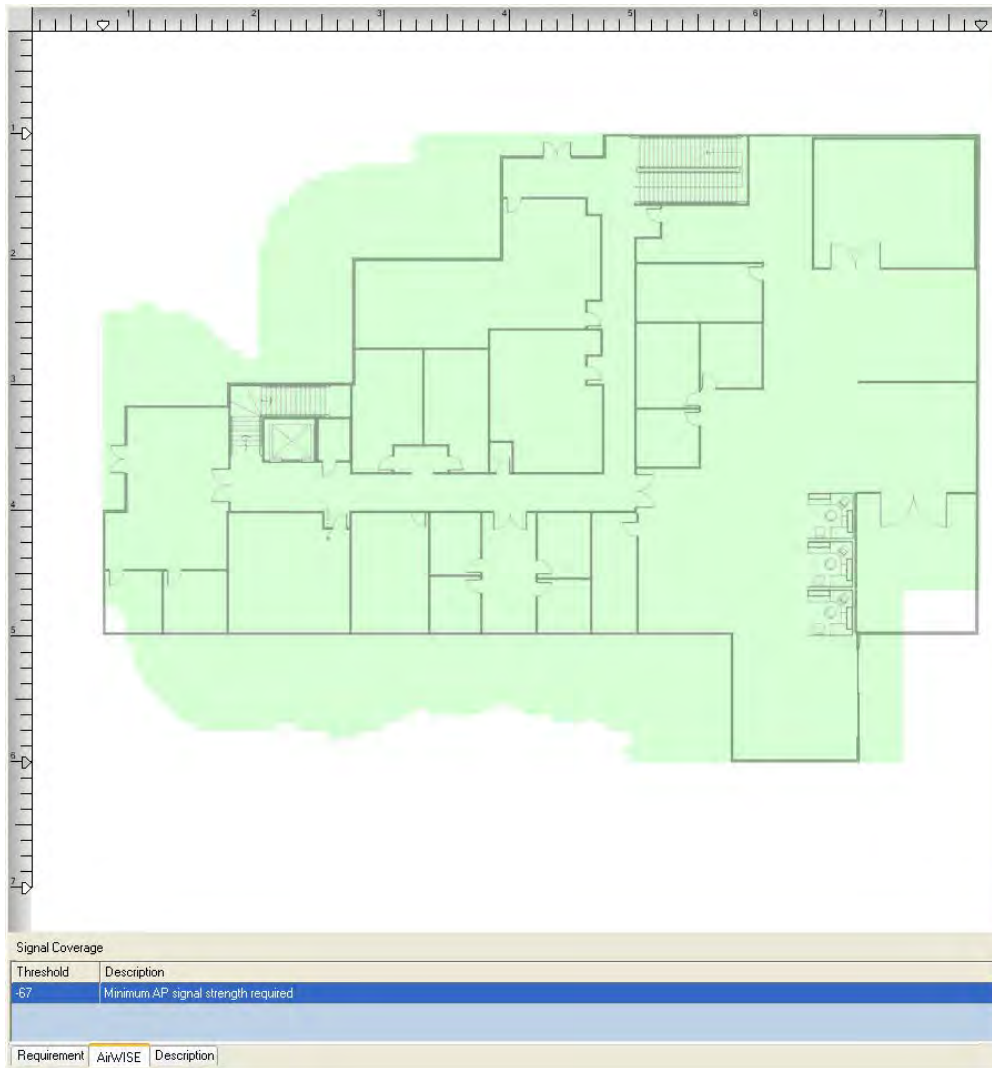 1 2 3 4 5 6 7
1
2
3
4
5
6
7
Signal Coverage
Threshold Description
-67 Minimum AP signal strength required
Requirement AirWISE Description